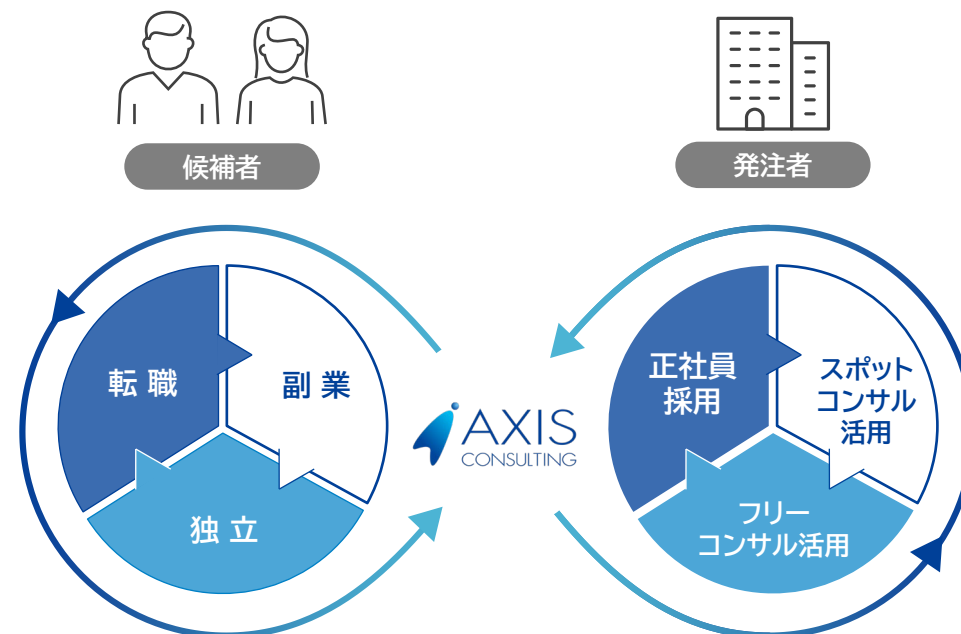 候補者
発注者
転職
副業
独立
AXIS
CONSULTING
正社員
採用
スポット
コンサル
活用
フリー
コンサル活用